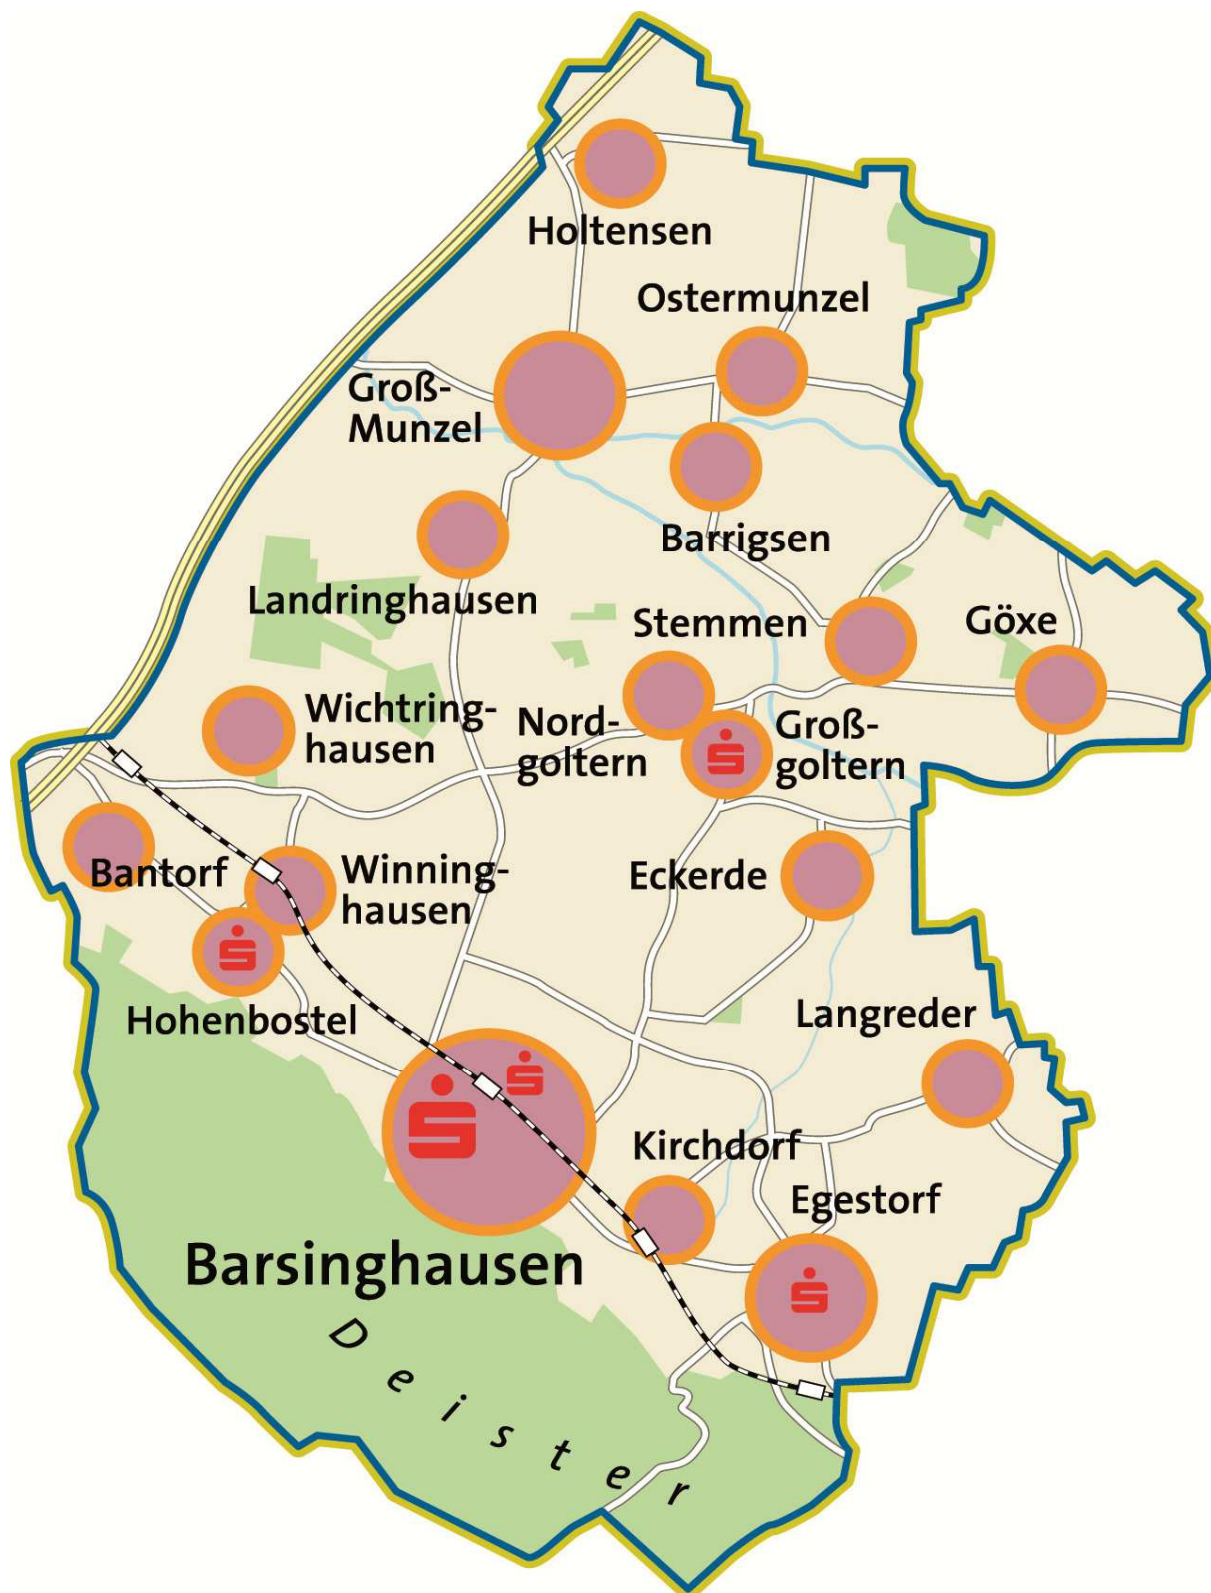 Holtensen
Ostermunzel
Groß-
Munzel
Barrigsen
Landringhausen
Stemmen
Göxe
Wichtring-
hausen
Nord-
goltern
Groß-
goltern
Bantorf
Winning-
hausen
Eckerde
Hohenbostel
Langreder
Kirchdorf
Egestorf
Barsinghausen
Deister